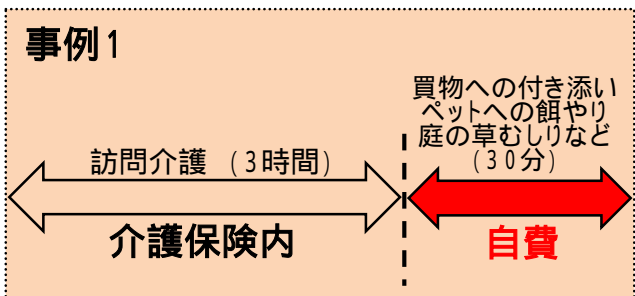 事例1
買物への付き添い
ペットへの餌やり
庭の草むしりなど
(30分)
訪問介護 (3時間)
介護保険内
自費